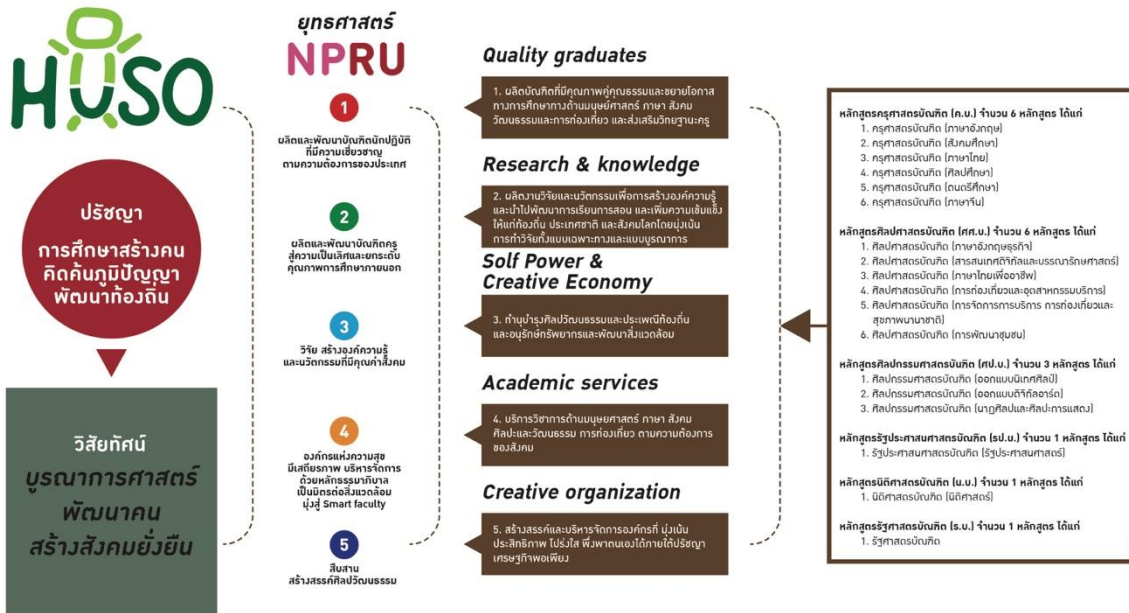 HUSO
ปรัชญา
การศึกษาสร้างคน
คิดค้นภูมิปัญญา
พัฒนาท้องถิ่น
วิสัยทัศน์
บูรณาการศาสตร์
พัฒนาคน
สร้างสังคมยั่งยืน
ยุทธศาสตร์
NPRU
1
ผลิตและพัฒนาบัณฑิตนักปฏิบัติ
ที่มีความเชี่ยวชาญ
ตามความต้องการของประเทศ
2
ผลิตและพัฒนาบัณฑิตครู
สู่ความเป็นเลิศและยกระดับ
คุณภาพการศึกษาภายนอก
3
วิจัย สร้างองค์ความรู้
และนวัตกรรมที่มีคุณค่าสังคม
4
องค์กรแห่งความสุข
มีเสถียรภาพ บริหารจัดการ
ด้วยหลักธรรมาภิบาล
เป็นมิตรต่อสิ่งแวดล้อม
มุ่งสู่ Smart faculty
5
สืบสาน
สร้างสรรค์ศิลปวัฒนธรรม
Quality graduates
1. ผลิตบัณฑิตที่มีคุณภาพคู่คุณธรรมและขยายโอกาส
ทางการศึกษาทางด้านมนุษย์ศาสตร์ ภาษา สังคม
วัฒนธรรมและการท่องเที่ยว และส่งเสริมวิทยฐานะครู
Research & knowledge
2. ผลิตงานวิจัยและนวัตกรรมเพื่อการสร้างองค์ความรู้
และนำไปพัฒนาการเรียนการสอน และเพิ่มความเข้มแข็ง
ให้แก่ท้องถิ่น ประเทศชาติ และสังคมโลกโดยมุ่งเน้น
การทำวิจัยทั้งแบบเฉพาะทางและแบบบูรณาการ
Solf Power &
Creative Economy
3. ทำนุบำรุงศิลปวัฒนธรรมและประเพณีท้องถิ่น
และอนุรักษ์ทรัพยากรและพัฒนาสิ่งแวดล้อม
Academic services
4. บริการวิชาการด้านมนุษยศาสตร์ ภาษา สังคม
ศิลปะและวัฒนธรรม การท่องเที่ยว ตามความต้องการ
ของสังคม
Creative organization
5. สร้างสรรค์และบริหารจัดการองค์กรที่ มุ่งเน้น
ประสิทธิภาพ โปร่งใส พึ่งพาตนเองได้ภายใต้ปรัชญา
เศรษฐกิจพอเพียง
หลักสูตรครุศาสตรบัณฑิต (ค.บ.) จำนวน 6 หลักสูตร ได้แก่
1. ครุศาสตรบัณฑิต (ภาษาอังกฤษ)
2. ครุศาสตรบัณฑิต (สังคมศึกษา)
3. ครุศาสตรบัณฑิต (ภาษาไทย)
4. ครุศาสตรบัณฑิต (ศิลปศึกษา)
5. ครุศาสตรบัณฑิต (ดนตรีศึกษา)
6. ครุศาสตรบัณฑิต (ภาษาจีน)
หลักสูตรศิลปศาสตรบัณฑิต (ศศ.บ.) จำนวน 6 หลักสูตร ได้แก่
1. ศิลปศาสตรบัณฑิต (ภาษาอังกฤษธุรกิจ)
2. ศิลปศาสตรบัณฑิต (สารสนเทศดิจิทัลและบรรณารักษศาสตร์)
3. ศิลปศาสตรบัณฑิต (ภาษาไทยเพื่ออาชีพ)
4. ศิลปศาสตรบัณฑิต (การท่องเที่ยวและอุตสาหกรรมบริการ)
5. ศิลปศาสตรบัณฑิต (การจัดการการบริการ การท่องเที่ยวและ
สุขภาพนานาชาติ)
6. ศิลปศาสตรบัณฑิต (การพัฒนาชุมชน)
หลักสูตรศิลปกรรมศาสตรบัณฑิต (ศป.บ.) จำนวน 3 หลักสูตร ได้แก่
1. ศิลปกรรมศาสตรบัณฑิต (ออกแบบนิเทศศิลป์)
2. ศิลปกรรมศาสตรบัณฑิต (ออกแบบดิจิทัลอาร์ต)
3. ศิลปกรรมศาสตรบัณฑิต (นาฏศิลปและศิลปะการแสดง)
หลักสูตรรัฐประศาสนศาสตรบัณฑิต (รป.บ.) จำนวน 1 หลักสูตร ได้แก่
1. รัฐประศาสนศาสตรบัณฑิต (รัฐประศาสนศาสตร์)
หลักสูตรนิติศาสตรบัณฑิต (น.บ.) จำนวน 1 หลักสูตร ได้แก่
1. นิติศาสตรบัณฑิต (นิติศาสตร์)
หลักสูตรรัฐศาสตรบัณฑิต (ร.บ.) จำนวน 1 หลักสูตร ได้แก่
1. รัฐศาสตรบัณฑิต